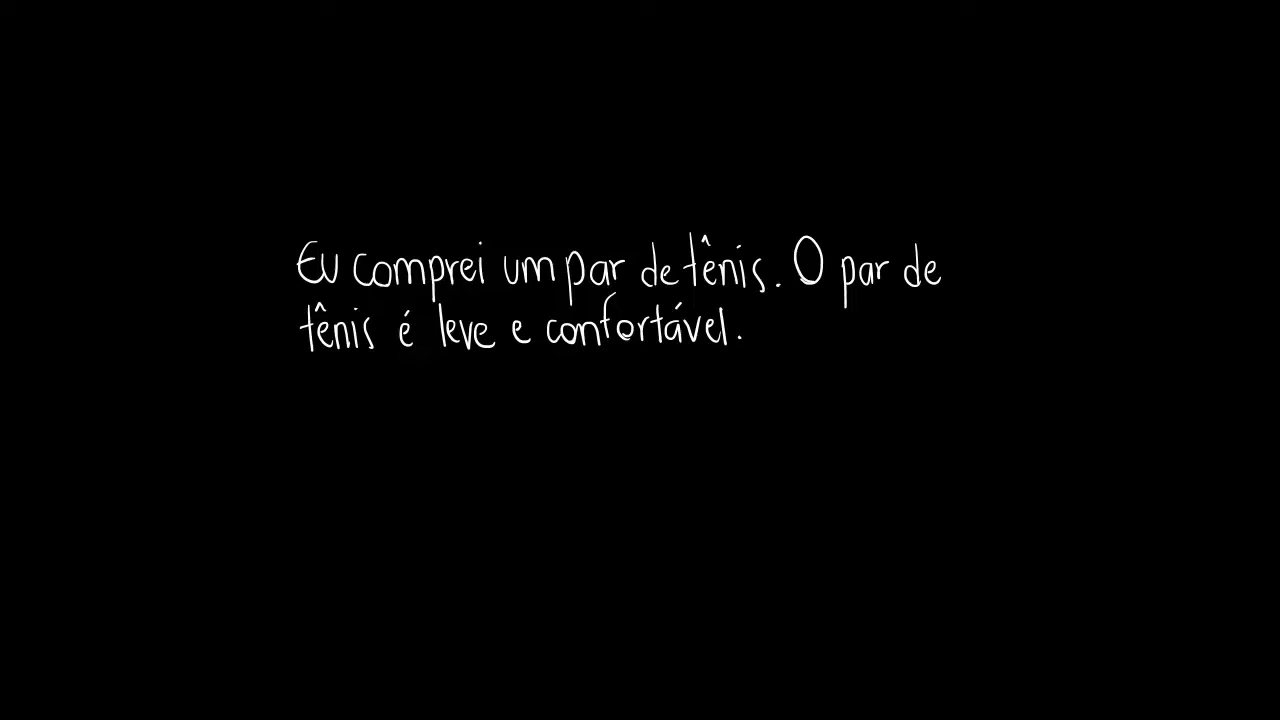 Eu comprei um par de tênis. O par de
tênis é leve e confortável.